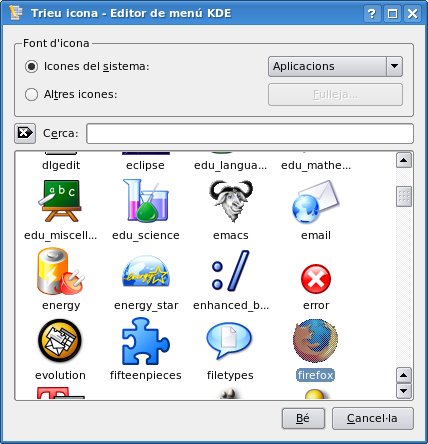 Trieu icona - Editor de menú KDE
Font d'icona
Icones del sistema:
Aplicacions
Altres icones:
Fulleja...
Cerca:
dlgedit eclipse edu_langua... edu_mathe...
edu_miscell... edu_science emacs email
energy energy_star enhanced_b... error
evolution fifteenpieces filetypes firefox
Bé Cancel·la